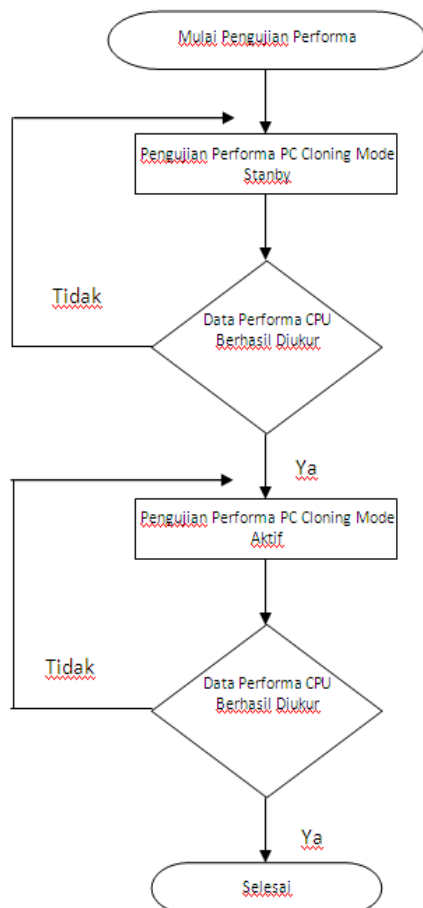 Mulai Pengujian Performa
Pengujian Performa PC Cloning Mode
Stanby
Tidak
Data Performa CPU
Berhasil Diukur
Ya
Pengujian Performa PC Cloning Mode
Aktif
Tidak
Data Performa CPU
Berhasil Diukur
Ya
Selesai